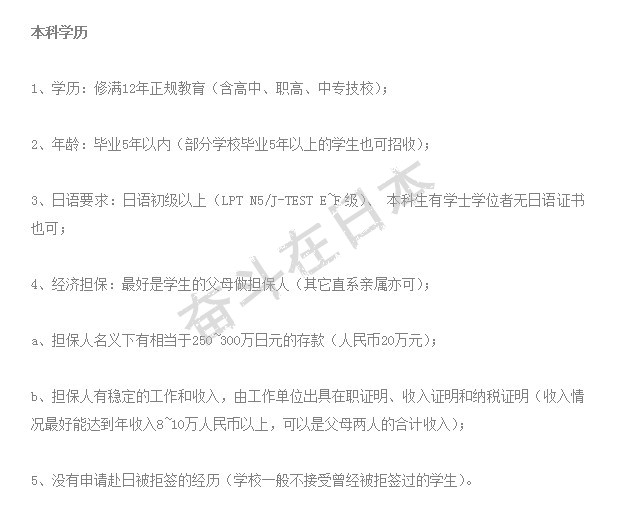 本科学历
1、学历：修满12年正规教育（含高中、职高、中专技校）；
2、年龄：毕业5年以内（部分学校毕业5年以上的学生也可招收）；
3、日语要求：日语初级以上（LPT N5/J-TEST E~F级）、 本科生有学士学位者无日语证书
也可；
4、经济担保：最好是学生的父母做担保人（其它直系亲属亦可）；
a、担保人名义下有相当于250~300万日元的存款（人民币20万元）；
b、担保人有稳定的工作和收入，由工作单位出具在职证明、收入证明和纳税证明（收入情
况最好能达到年收入8~10万人民币以上，可以是父母两人的合计收入）；
5、没有申请赴日被拒签的经历（学校一般不接受曾经被拒签过的学生）。
奋斗在日本